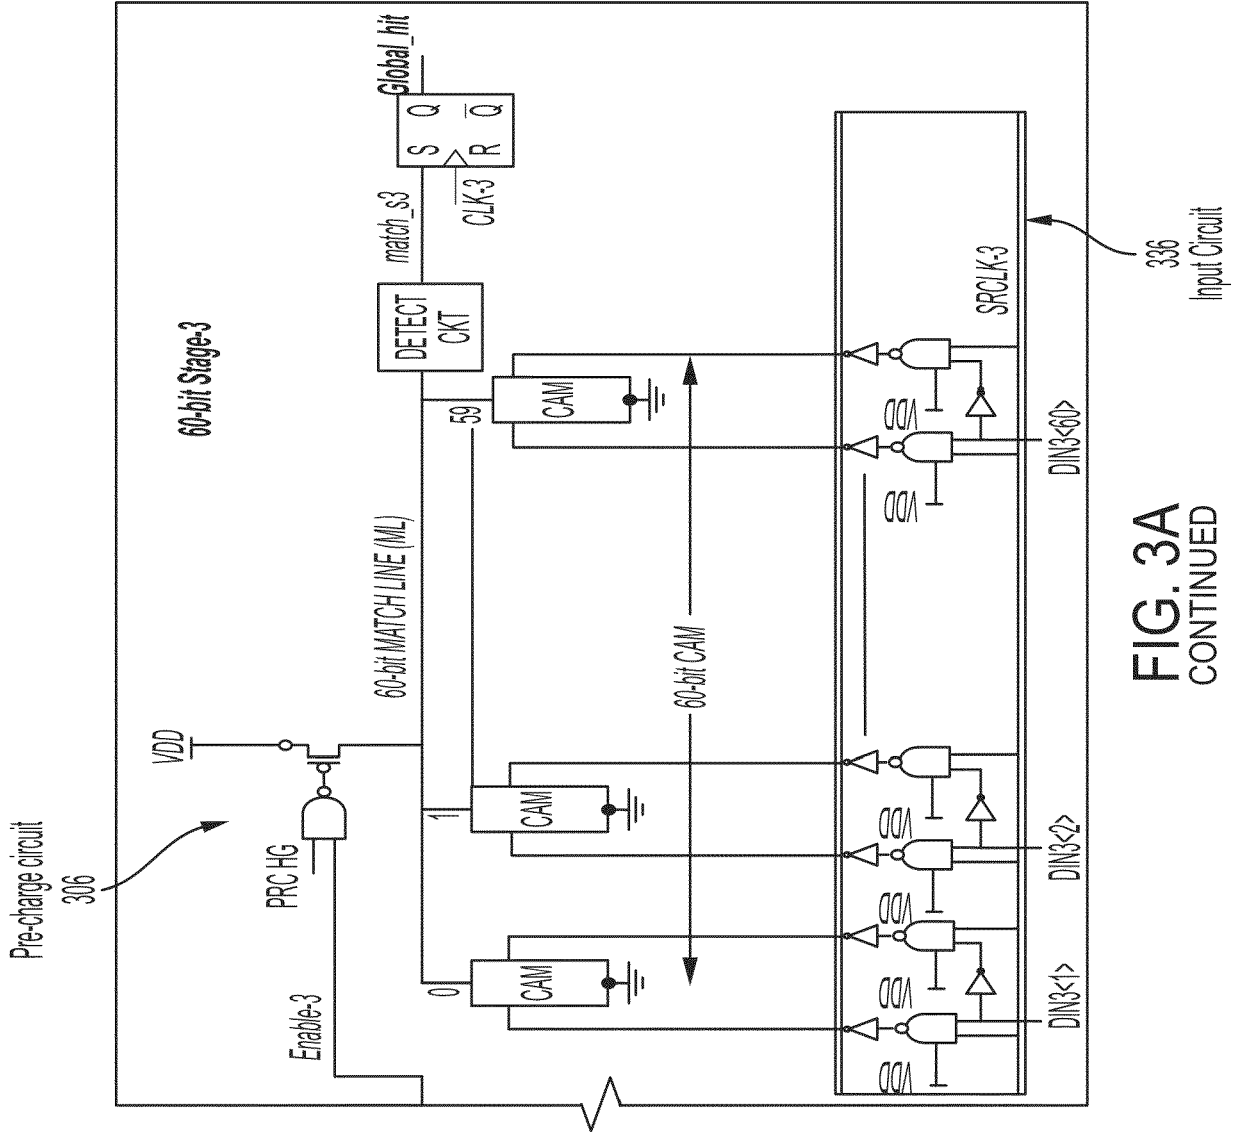 Pre-charge circuit
306
60-bit Stage-3
VDD
PRC HG
Enable-3
60-bit MATCH LINE (ML)
DETECT
CKT
match_s3
S Q
R Q
CLK-3
Global_hit
0
1
59
CAM
CAM
CAM
60-bit CAM
VDD
VDD
VDD
VDD
VDD
VDD
SRCLK-3
DIN3<1>
DIN3<2>
DIN3<60>
336
Input Circuit
FIG. 3A
CONTINUED